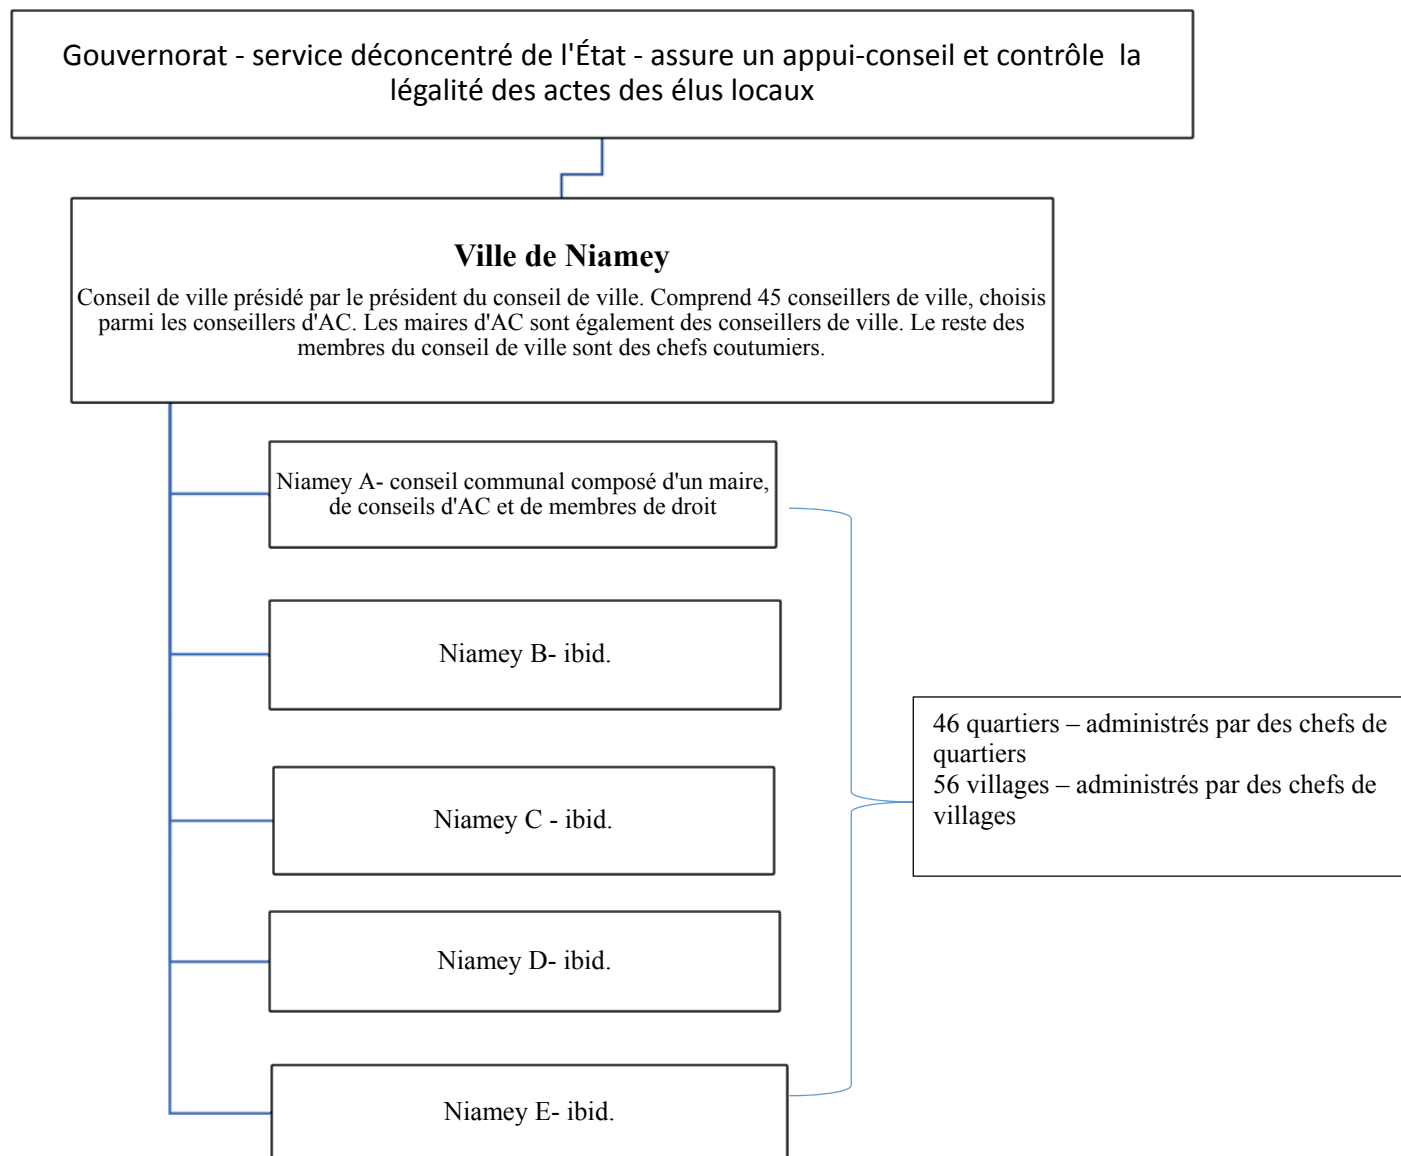 Gouvernorat - service déconcentré de l'État - assure un appui-conseil et contrôle  la
légalité des actes des élus locaux
Ville de Niamey
Conseil de ville présidé par le président du conseil de ville. Comprend 45 conseillers de ville, choisis
parmi les conseillers d'AC. Les maires d'AC sont également des conseillers de ville. Le reste des
membres du conseil de ville sont des chefs coutumiers.
Niamey A- conseil communal composé d'un maire,
de conseils d'AC et de membres de droit
Niamey B- ibid.
Niamey C - ibid.
Niamey D- ibid.
Niamey E- ibid.
46 quartiers – administrés par des chefs de
quartiers
56 villages – administrés par des chefs de
villages